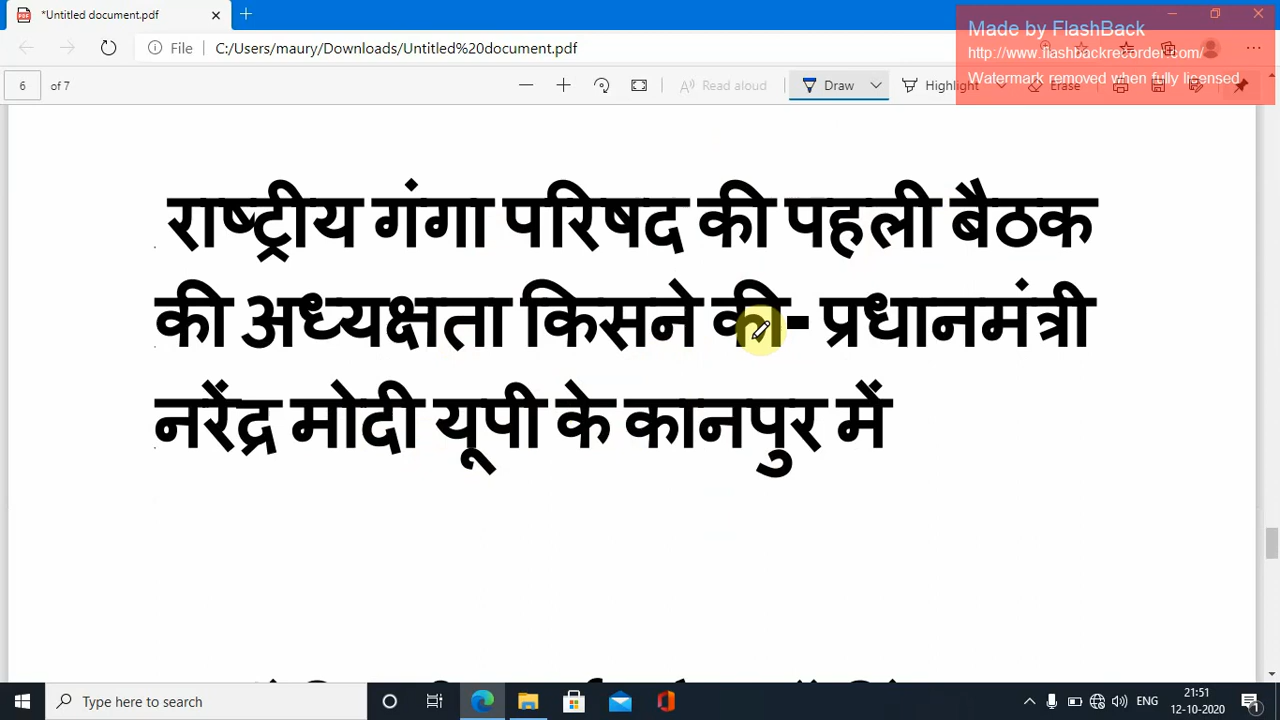 *Untitled document.pdf
Made by FlashBack
File C:/Users/maury/Downloads/Untitled%20document.pdf
http://www.flashbackrecorder.com/
Watermark removed when fully licensed
6 of 7 Read aloud Draw Highlight Erase
राष्ट्रीय गंगा परिषद की पहली बैठक
की अध्यक्षता किसने की- प्रधानमंत्री
नरेंद्र मोदी यूपी के कानपुर में
Type here to search
ENG
21:51
12-10-2020
1